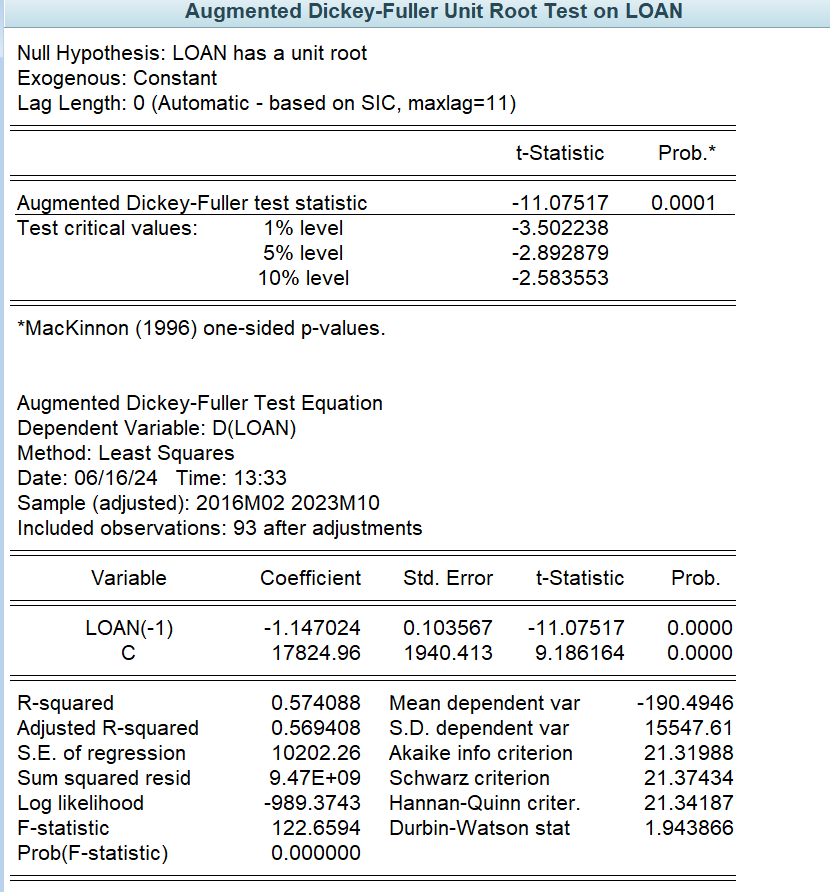 Augmented Dickey-Fuller Unit Root Test on LOAN
Null Hypothesis: LOAN has a unit root
Exogenous: Constant
Lag Length: 0 (Automatic - based on SIC, maxlag=11)
t-Statistic Prob.*
Augmented Dickey-Fuller test statistic -11.07517 0.0001
Test critical values: 1% level -3.502238
5% level -2.892879
10% level -2.583553
*MacKinnon (1996) one-sided p-values.
Augmented Dickey-Fuller Test Equation
Dependent Variable: D(LOAN)
Method: Least Squares
Date: 06/16/24 Time: 13:33
Sample (adjusted): 2016M02 2023M10
Included observations: 93 after adjustments
Variable Coefficient Std. Error t-Statistic Prob.
LOAN(-1) -1.147024 0.103567 -11.07517 0.0000
C 17824.96 1940.413 9.186164 0.0000
R-squared 0.574088 Mean dependent var -190.4946
Adjusted R-squared 0.569408 S.D. dependent var 15547.61
S.E. of regression 10202.26 Akaike info criterion 21.31988
Sum squared resid 9.47E+09 Schwarz criterion 21.37434
Log likelihood -989.3743 Hannan-Quinn criter. 21.34187
F-statistic 122.6594 Durbin-Watson stat 1.943866
Prob(F-statistic) 0.000000